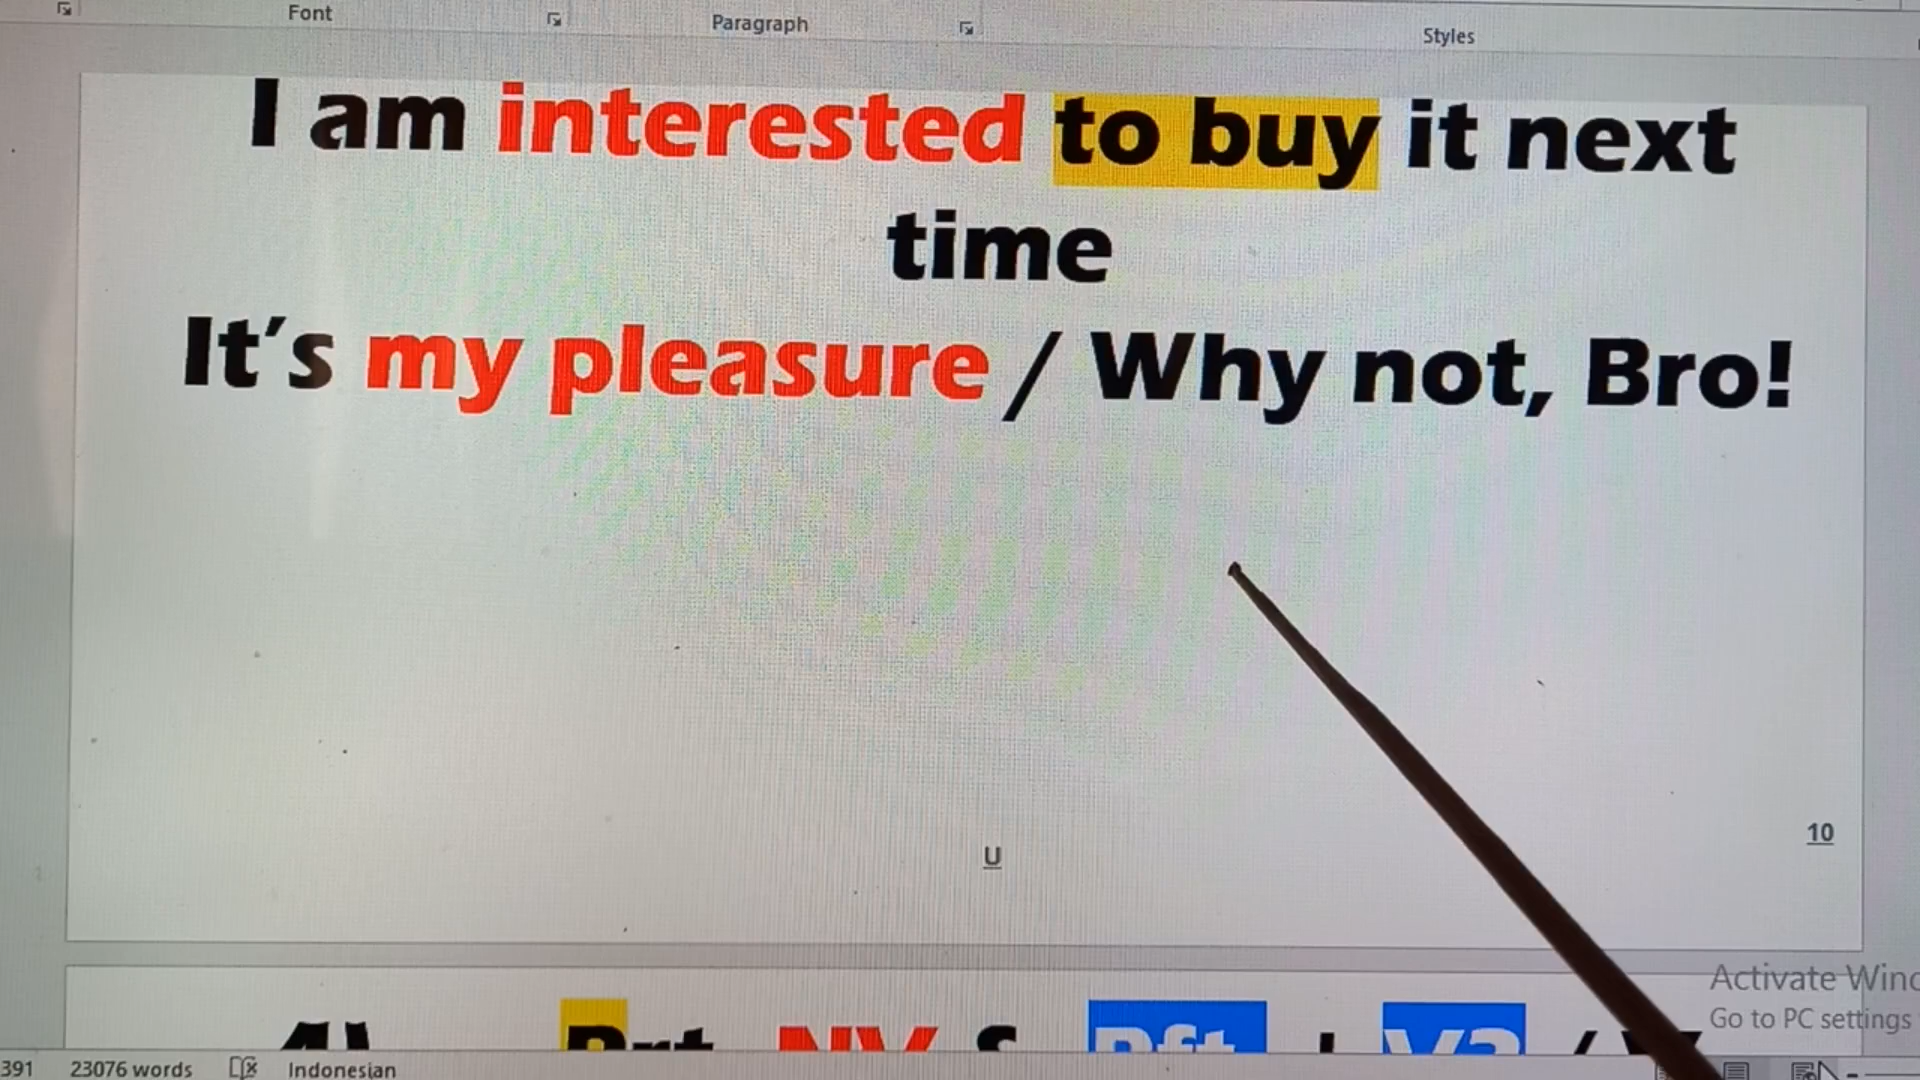 Font Paragraph Styles
I am interested to buy it next
time
It's my pleasure / Why not, Bro!
10
U
Activate Wind
Go to PC settings
391 23076 words Indonesian